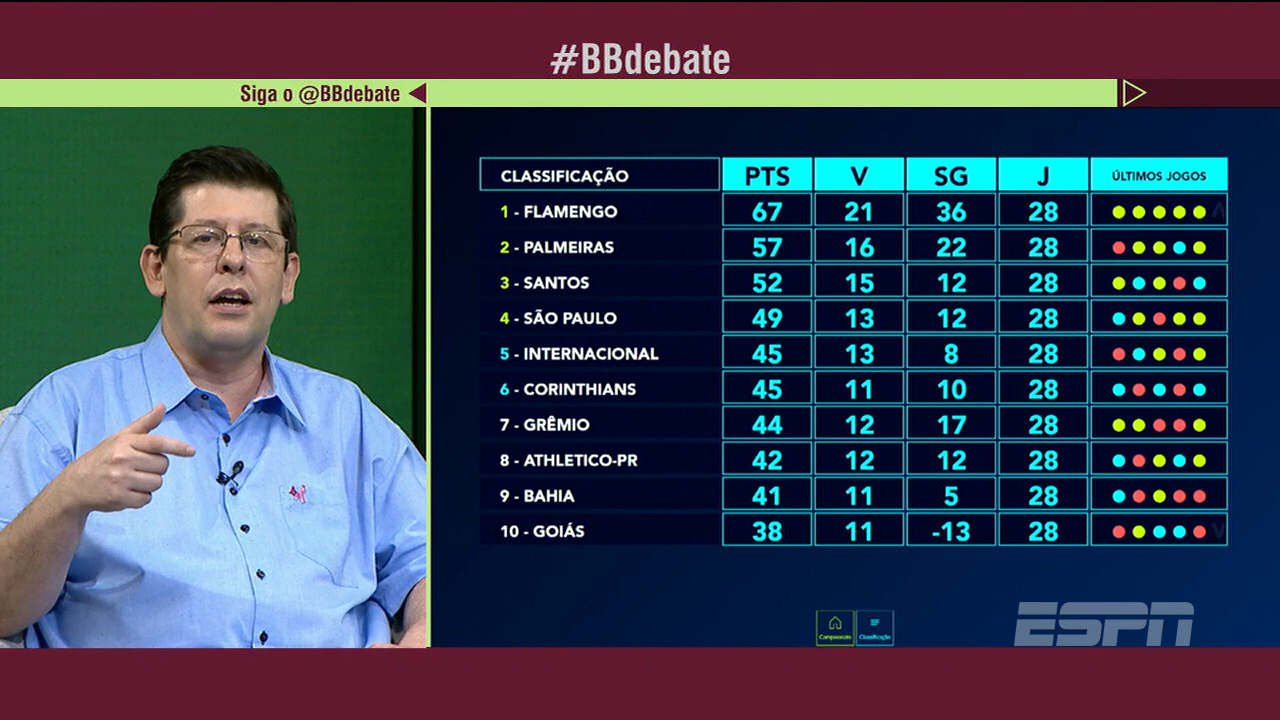 #BBdebate
Siga o @BBdebate
CLASSIFICAÇÃO PTS V SG J ÚLTIMOS JOGOS
1 - FLAMENGO 67 21 36 28
2 - PALMEIRAS 57 16 22 28
3 - SANTOS 52 15 12 28
4 - SÃO PAULO 49 13 12 28
5 - INTERNACIONAL 45 13 8 28
6 - CORINTHIANS 45 11 10 28
7 - GRÊMIO 44 12 17 28
8 - ATHLETICO-PR 42 12 12 28
9 - BAHIA 41 11 5 28
10 - GOIÁS 38 11 -13 28
Campeonato Classificação
ESPN